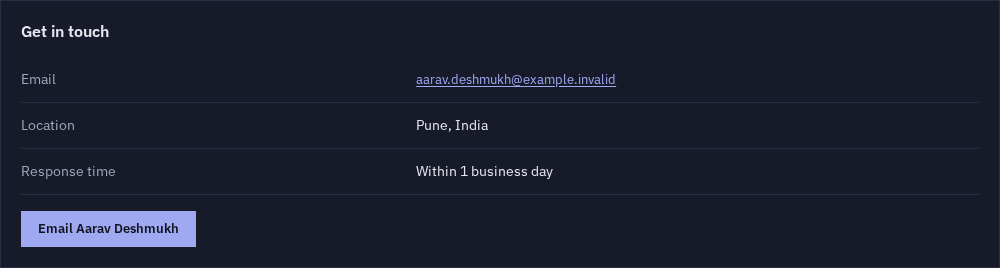 Get in touch
Email aarav.deshmukh@example.invalid
Location Pune, India
Response time Within 1 business day
Email Aarav Deshmukh